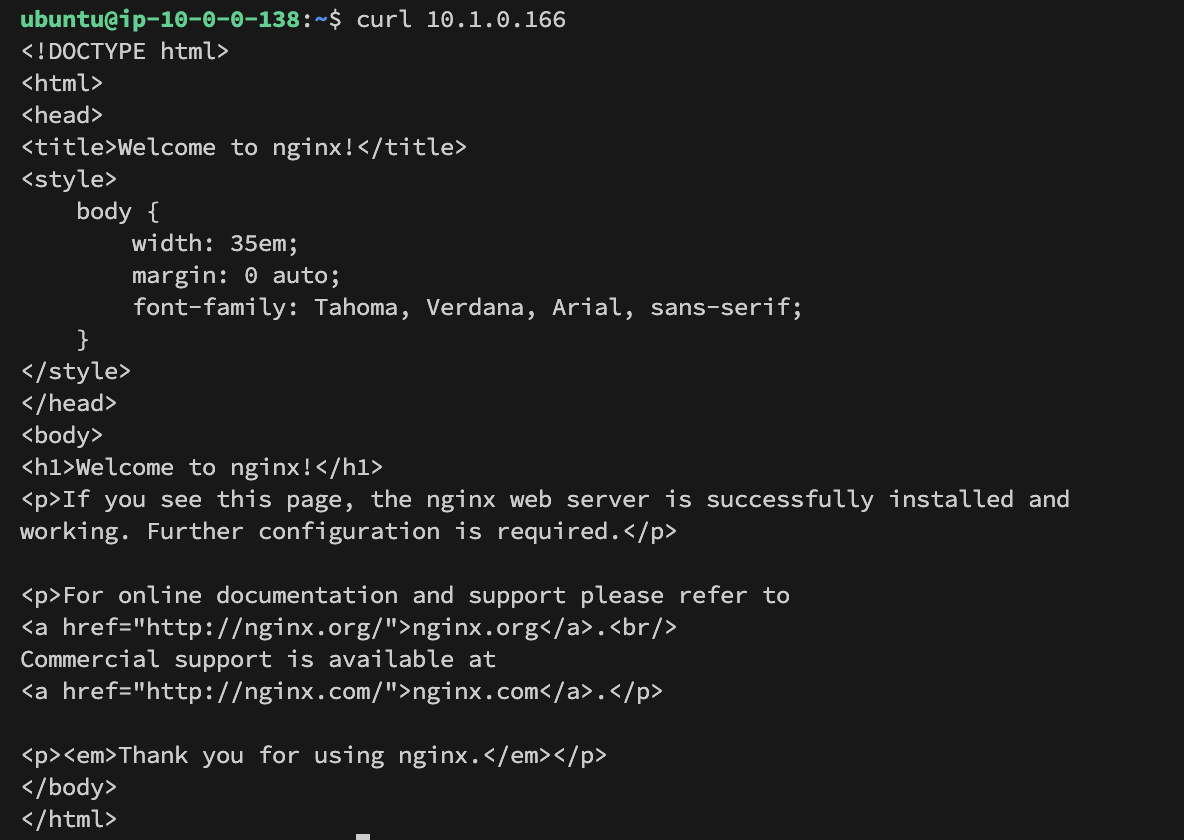 ubuntu@ip-10-0-0-138:~$ curl 10.1.0.166
<!DOCTYPE html>
<html>
<head>
<title>Welcome to nginx!</title>
<style>
    body {
        width: 35em;
        margin: 0 auto;
        font-family: Tahoma, Verdana, Arial, sans-serif;
    }
</style>
</head>
<body>
<h1>Welcome to nginx!</h1>
<p>If you see this page, the nginx web server is successfully installed and
working. Further configuration is required.</p>

<p>For online documentation and support please refer to
<a href="http://nginx.org/">nginx.org</a>.<br/>
Commercial support is available at
<a href="http://nginx.com/">nginx.com</a>.</p>

<p><em>Thank you for using nginx.</em></p>
</body>
</html>